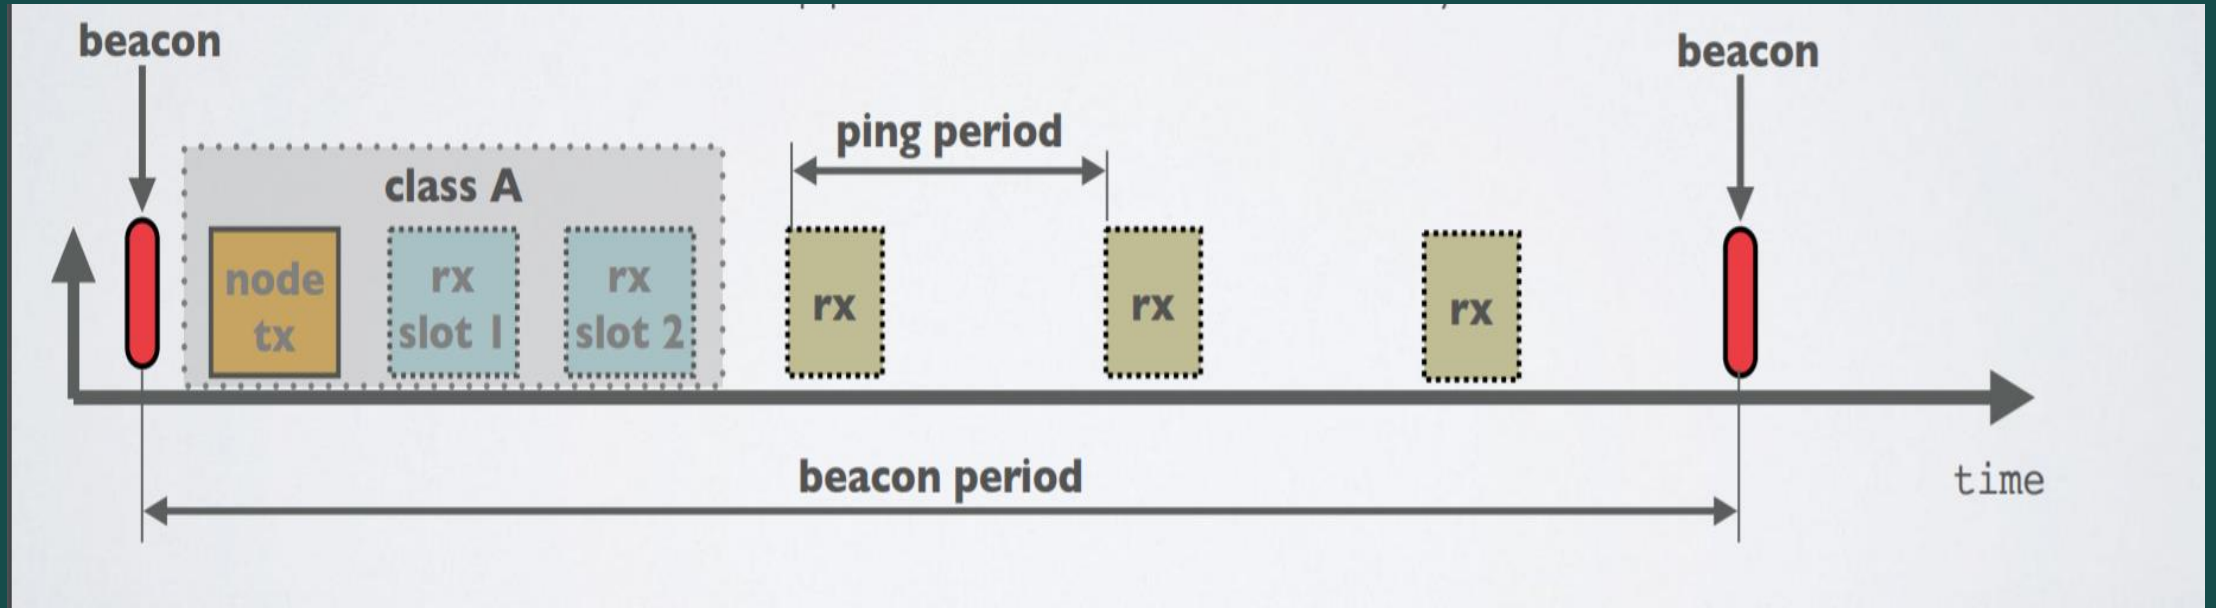 beacon
beacon
ping period
class A
node
tx
rx
slot 1
rx
slot 2
rx
rx
rx
beacon period
time